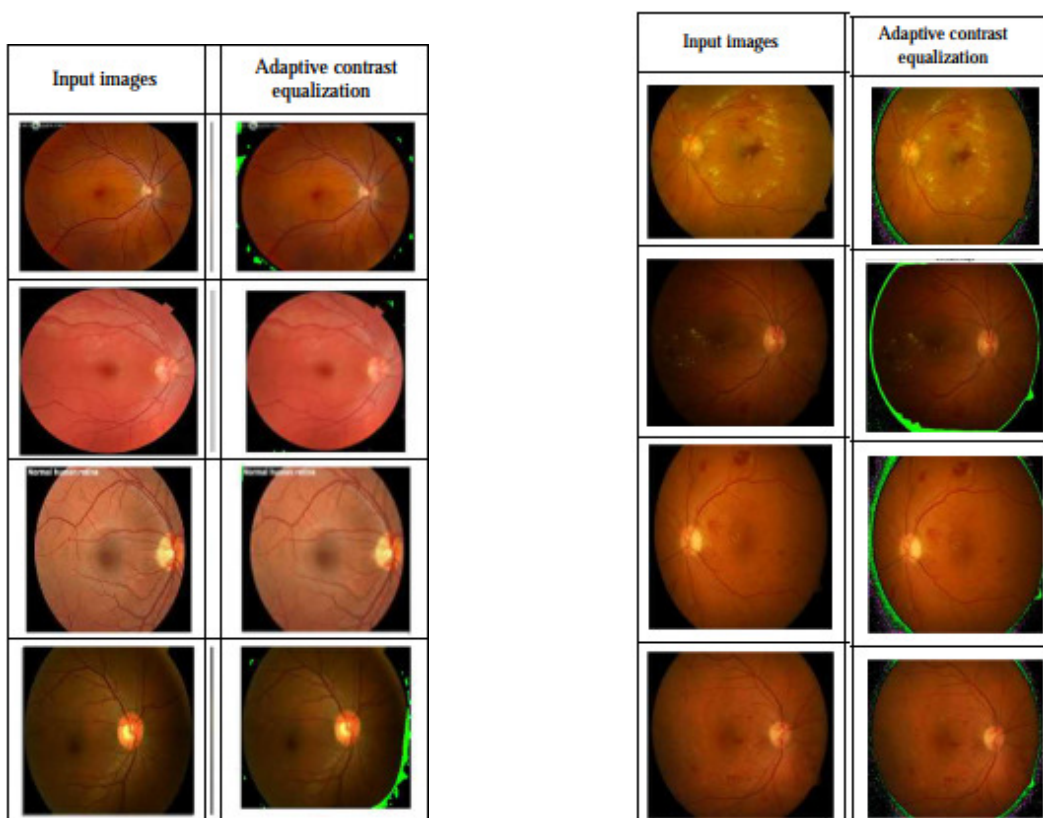 Input images
Adaptive contrast
equalization
Normal human retina
Normal human retina
Input images
Adaptive contrast
equalization